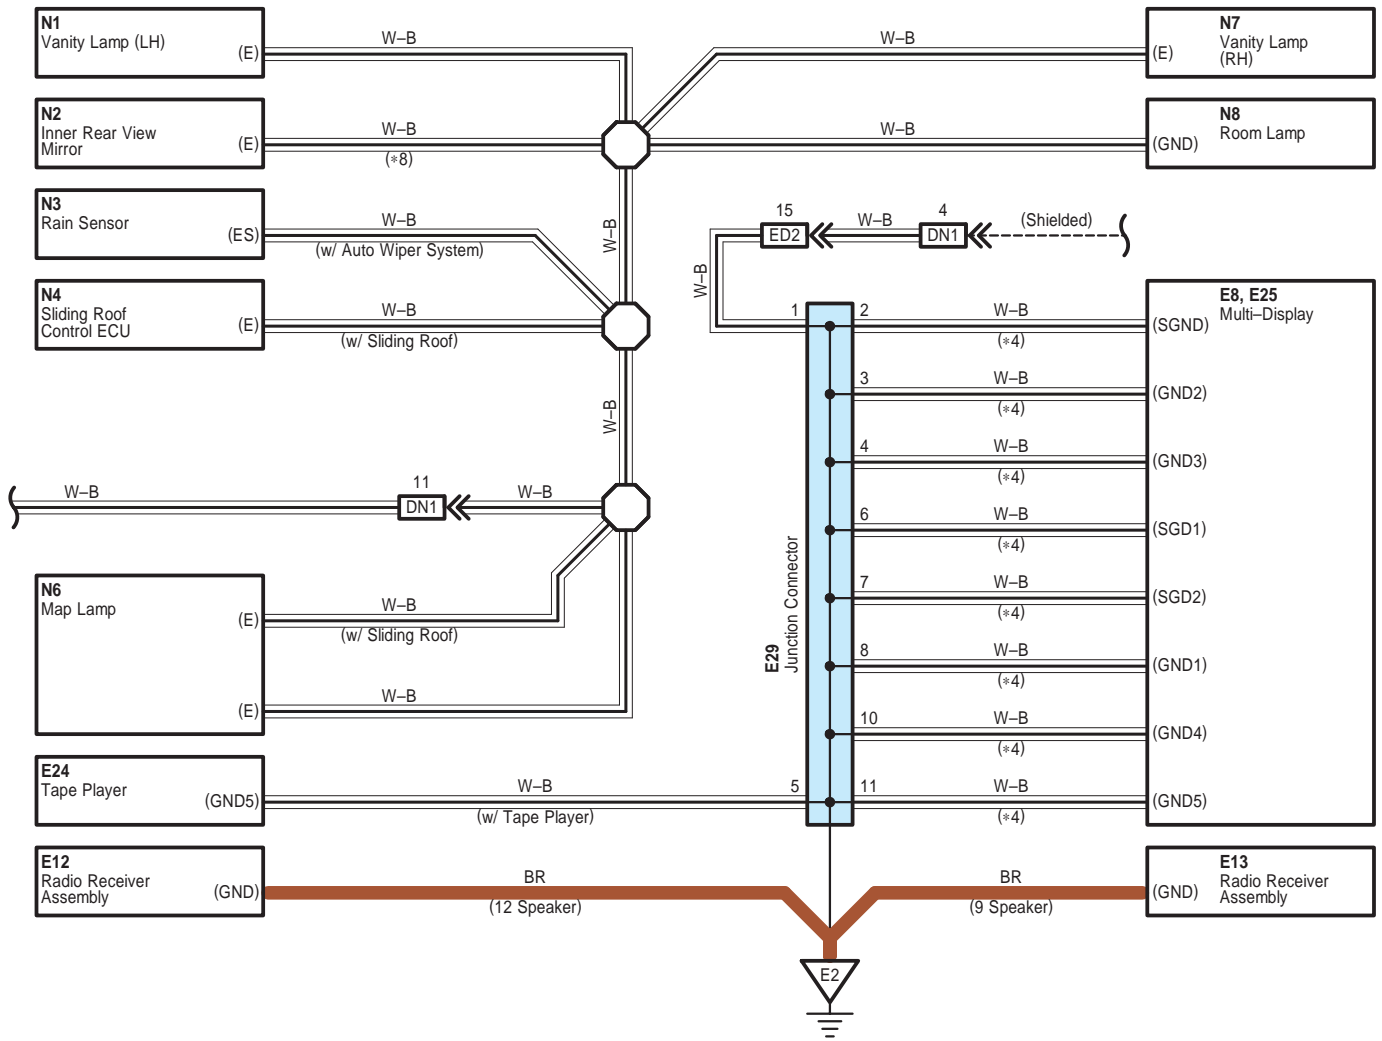 N1
Vanity Lamp (LH)
(E)
W–B
W–B
(E)
N7
Vanity Lamp
(RH)
N2
Inner Rear View
Mirror
(E)
W–B
(∗8)
W–B
(GND)
N8
Room Lamp
N3
Rain Sensor
(ES)
W–B
(w/ Auto Wiper System)
W–B
15
ED2
W–B
4
DN1
(Shielded)
W–B
N4
Sliding Roof
Control ECU
(E)
W–B
(w/ Sliding Roof)
W–B
W–B
11
DN1
W–B
N6
Map Lamp
(E)
W–B
(w/ Sliding Roof)
(E)
W–B
E8, E25
Multi–Display
1
2
W–B
(∗4)
(SGND)
3
W–B
(∗4)
(GND2)
4
W–B
(∗4)
(GND3)
6
W–B
(∗4)
(SGD1)
7
W–B
(∗4)
(SGD2)
8
W–B
(∗4)
(GND1)
10
W–B
(∗4)
(GND4)
E29
Junction Connector
E24
Tape Player
(GND5)
W–B
(w/ Tape Player)
5
11
W–B
(∗4)
(GND5)
E12
Radio Receiver
Assembly
(GND)
BR
(12 Speaker)
BR
(9 Speaker)
(GND)
E13
Radio Receiver
Assembly
E2